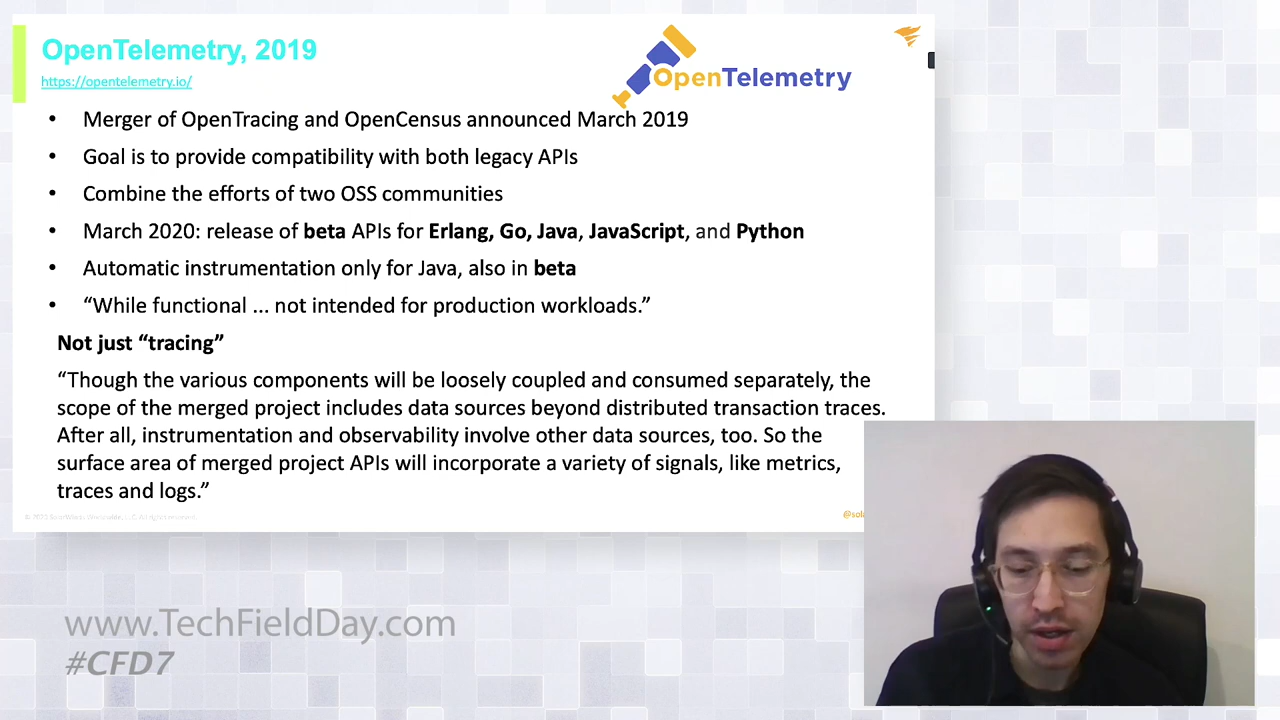 OpenTelemetry, 2019
https://opentelemetry.io/
OpenTelemetry
• Merger of OpenTracing and OpenCensus announced March 2019
• Goal is to provide compatibility with both legacy APIs
• Combine the efforts of two OSS communities
• March 2020: release of beta APIs for Erlang, Go, Java, JavaScript, and Python
• Automatic instrumentation only for Java, also in beta
• “While functional ... not intended for production workloads.”
Not just “tracing”
“Though the various components will be loosely coupled and consumed separately, the
scope of the merged project includes data sources beyond distributed transaction traces.
After all, instrumentation and observability involve other data sources, too. So the
surface area of merged project APIs will incorporate a variety of signals, like metrics,
traces and logs.”
www.TechFieldDay.com
#CFD7